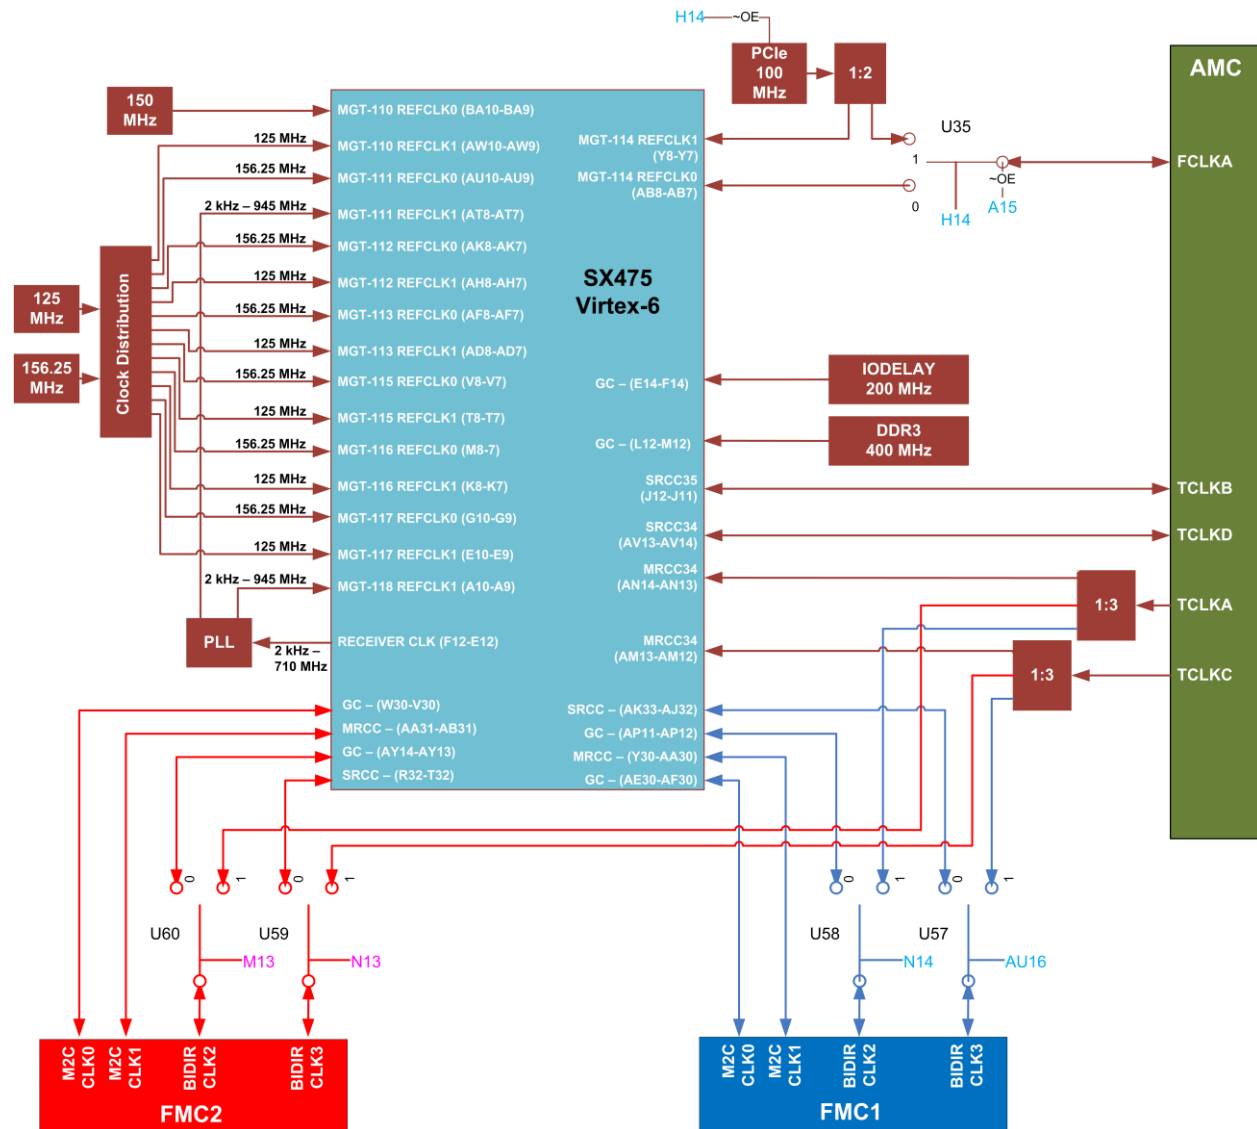 H14
~OE
PCIe
100
MHz
1:2
AMC
150
MHz
MGT-110 REFCLK0 (BA10-BA9)
U35
125 MHz
MGT-110 REFCLK1 (AW10-AW9)
MGT-114 REFCLK1
(Y8-Y7)
1
FCLKA
156.25 MHz
MGT-111 REFCLK0 (AU10-AU9)
MGT-114 REFCLK0
(AB8-AB7)
~OE
0
H14
A15
2 kHz – 945 MHz
MGT-111 REFCLK1 (AT8-AT7)
156.25 MHz
MGT-112 REFCLK0 (AK8-AK7)
SX475
Virtex-6
125 MHz
MGT-112 REFCLK1 (AH8-AH7)
125
MHz
156.25 MHz
MGT-113 REFCLK0 (AF8-AF7)
Clock Distribution
125 MHz
MGT-113 REFCLK1 (AD8-AD7)
156.25
MHz
156.25 MHz
MGT-115 REFCLK0 (V8-V7)
GC – (E14-F14)
IODELAY
200 MHz
125 MHz
MGT-115 REFCLK1 (T8-T7)
156.25 MHz
MGT-116 REFCLK0 (M8-7)
GC – (L12-M12)
DDR3
400 MHz
125 MHz
MGT-116 REFCLK1 (K8-K7)
SRCC35
(J12-J11)
TCLKB
156.25 MHz
MGT-117 REFCLK0 (G10-G9)
SRCC34
(AV13-AV14)
TCLKD
125 MHz
MGT-117 REFCLK1 (E10-E9)
2 kHz – 945 MHz
MGT-118 REFCLK1 (A10-A9)
MRCC34
(AN14-AN13)
1:3
TCLKA
PLL
2 kHz –
710 MHz
RECEIVER CLK (F12-E12)
MRCC34
(AM13-AM12)
1:3
TCLKC
GC – (W30-V30)
SRCC – (AK33-AJ32)
MRCC – (AA31-AB31)
GC – (AP11-AP12)
GC – (AY14-AY13)
MRCC – (Y30-AA30)
SRCC – (R32-T32)
GC – (AE30-AF30)
0
1
0
1
0
1
0
1
U60
U59
U58
U57
M13
N13
N14
AU16
M2C
CLK0
M2C
CLK1
BIDIR
CLK2
BIDIR
CLK3
FMC2
M2C
CLK0
M2C
CLK1
BIDIR
CLK2
BIDIR
CLK3
FMC1